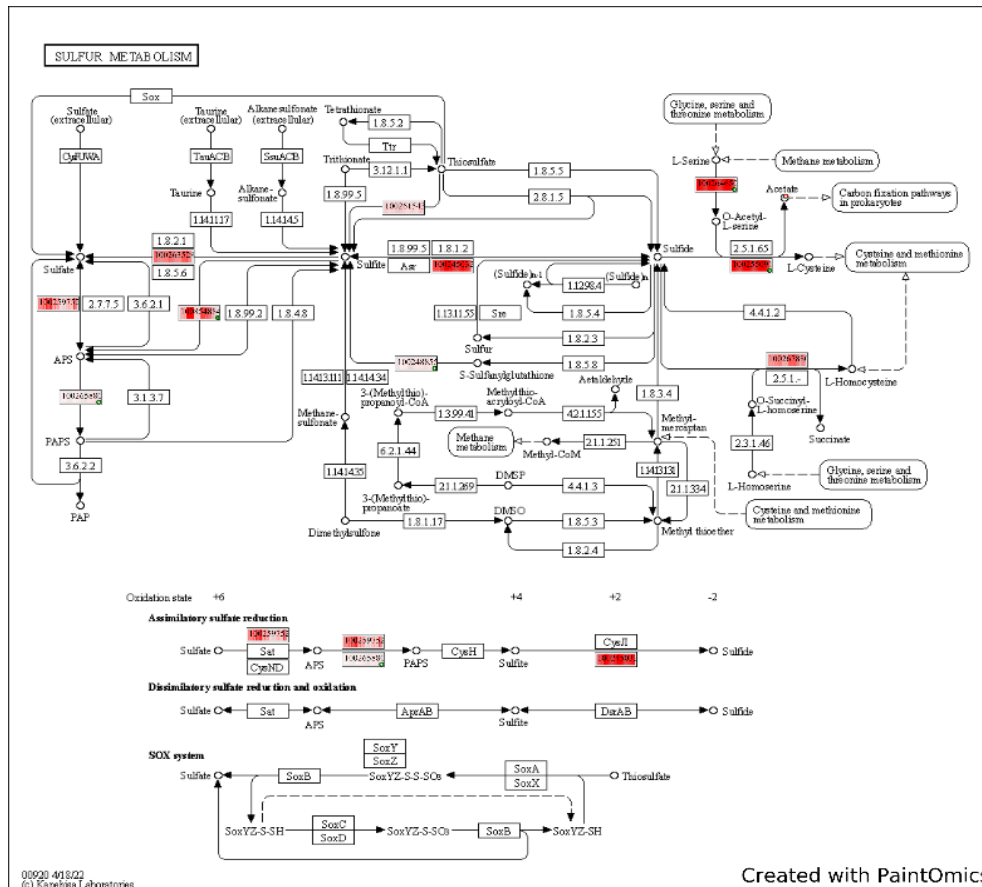 SULFUR METABOLISM
Sox
Sulfate
(extracellular)
Taurine
(extracellular)
Alkanesulfonate
(extracellular)
Tetrathionate
1.8.5.2
Ttr
Glycine, serine and
threonine metabolism
CysPUWA
TauACB
SsuACB
Trithionate
3.12.1.1
Thiosulfate
1.8.5.5
L-Serine
Methane metabolism
Taurine
Alkane-
sulfonate
1.8.99.5
2.8.1.5
Acetate
Carbon fixation pathways
in prokaryotes
1.14.11.17
1.14.14.5
O-Acetyl-
L-serine
1.8.2.1
1.8.99.5
1.8.1.2
2.5.1.65
Sulfate
1.8.5.6
Sulfite
Asr
Sulfide
L-Cysteine
Cysteine and methionine
metabolism
(Sulfide)n-1
(Sulfide)n
1.12.98.4
2.7.7.5
3.6.2.1
1.8.99.2
1.8.4.8
1.13.11.55
Sre
1.8.5.4
4.4.1.2
1.8.2.3
APS
Sulfur
1.8.5.8
S-Sulfanylglutathione
L-Homocysteine
3.1.3.7
1.14.13.111
1.14.14.34
3-(Methylthio)-
propanoyl-CoA
Methylthio-
acryloyl-CoA
Acetaldehyde
1.8.3.4
2.5.1.-
O-Succinyl-
L-homoserine
Methane-
sulfonate
1.3.99.41
4.2.1.155
Methyl-
mercaptan
Succinate
PAPS
Methane
metabolism
Methyl-CoM
2.1.1.251
2.3.1.46
3.6.2.2
1.14.14.35
6.2.1.44
1.14.13.131
2.1.1.334
L-Homoserine
Glycine, serine and
threonine metabolism
2.1.1.269
DMSP
4.4.1.3
3-(Methylthio)-
propanoate
PAP
Dimethylsulfone
1.8.1.17
DMSO
1.8.5.3
Methyl thioether
Cysteine and methionine
metabolism
1.8.2.4
Oxidation state +6 +4 +2 -2
Assimilatory sulfate reduction
Sulfate Sat APS PAPS CysH Sulfite CysJI Sulfide
CysND
Dissimilatory sulfate reduction and oxidation
Sulfate Sat APS AprAB Sulfite DsrAB Sulfide
SOX system
SoxY
SoxZ
Sulfate SoxB SoxYZ-S-S-SO3 SoxA Thiosulfate
SoxX
SoxYZ-S-SH SoxC SoxYZ-S-SO3 SoxB SoxYZ-SH
SoxD
00920 4/18/22
(c) Kanehisa Laboratories
Created with PaintOmics